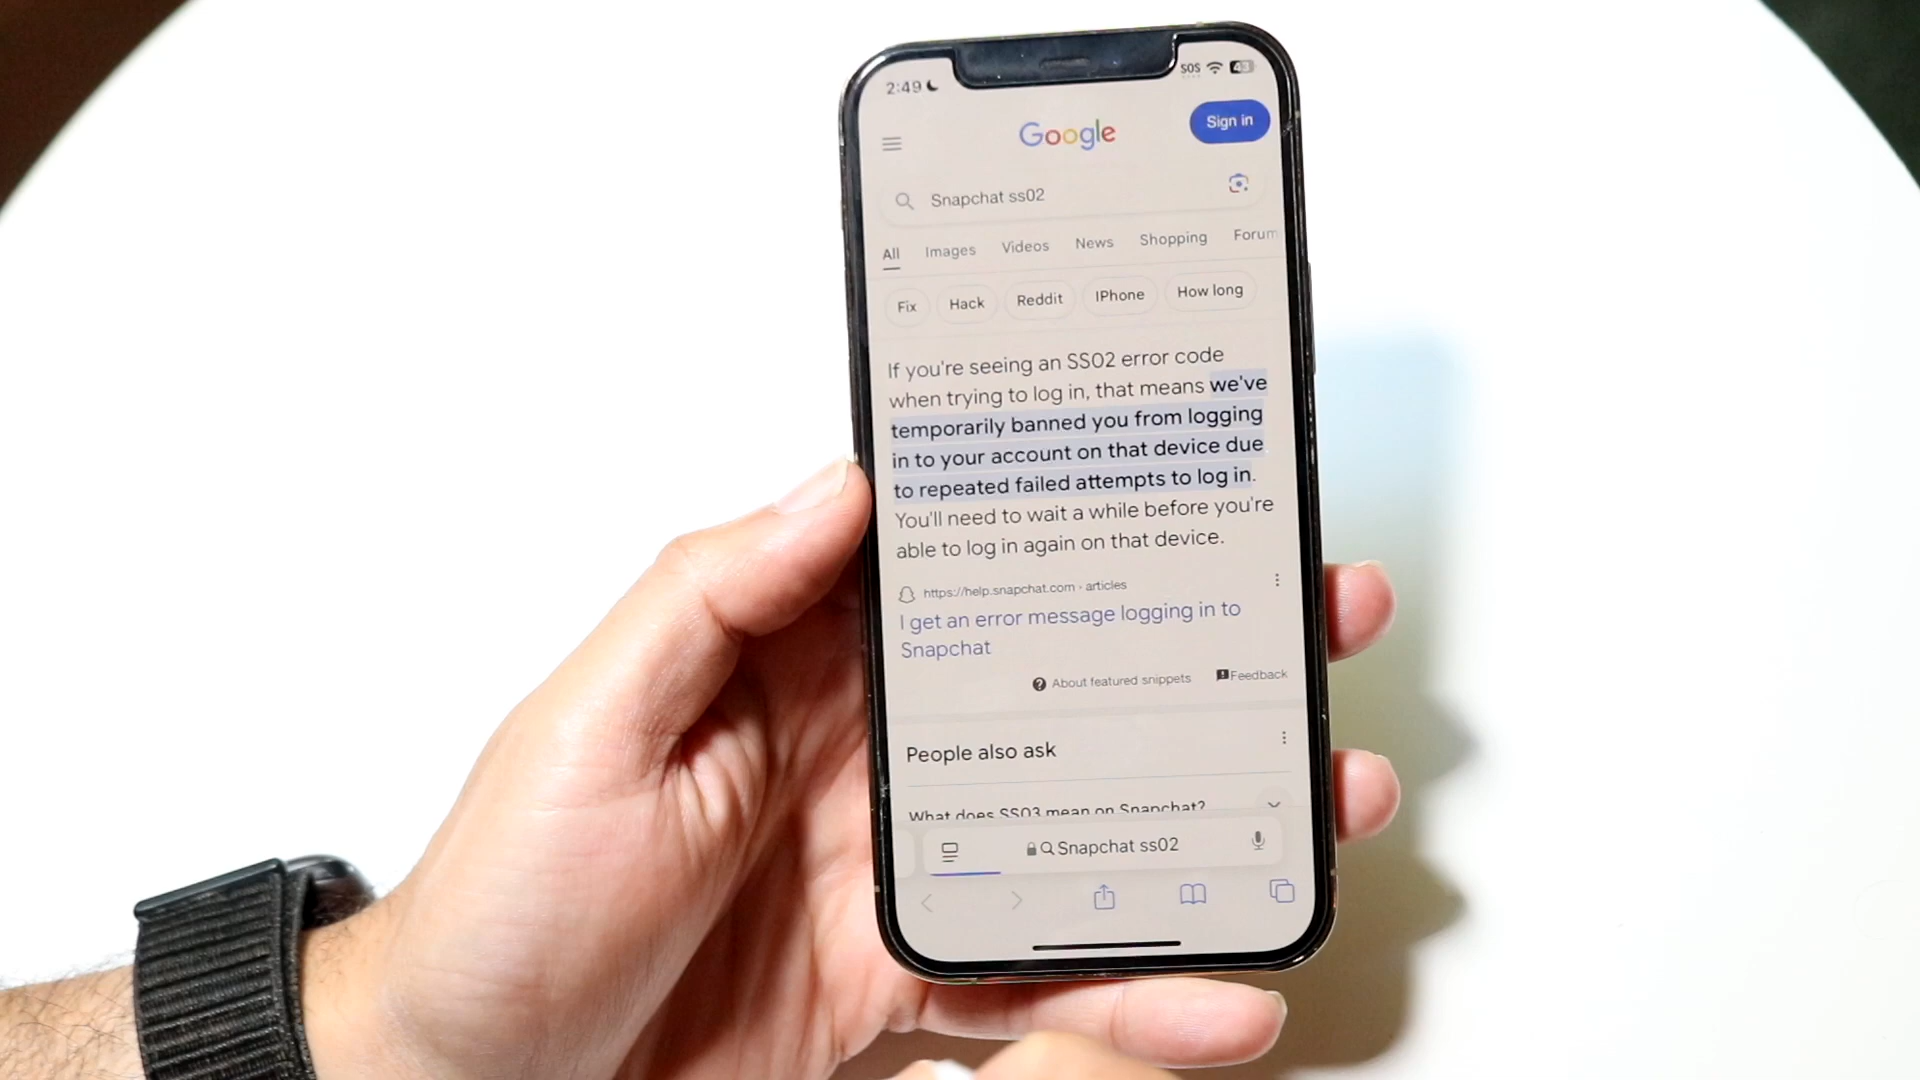 2:49
SOS 43
Google
Sign in
Snapchat ss02
All Images Videos News Shopping Forum
Fix Hack Reddit IPhone How long
If you're seeing an SS02 error code
when trying to log in, that means we've
temporarily banned you from logging
in to your account on that device due
to repeated failed attempts to log in.
You'll need to wait a while before you're
able to log in again on that device.
https://help.snapchat.com › articles
I get an error message logging in to
Snapchat
About featured snippets Feedback
People also ask
What does SS03 mean on Snapchat?
Snapchat ss02